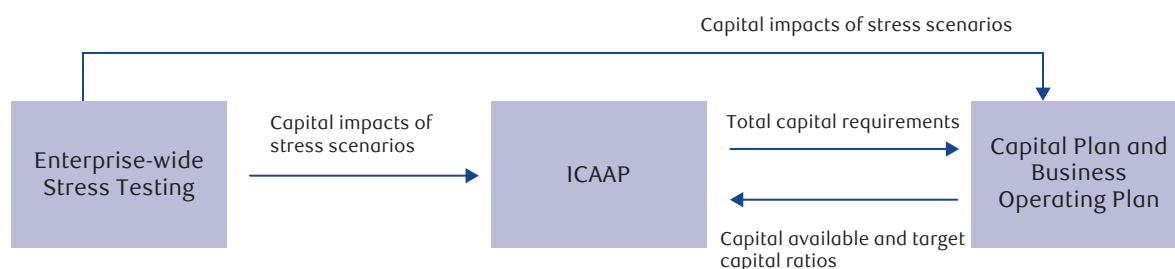 Capital impacts of stress scenarios
Enterprise-wide
Stress Testing
Capital impacts of
stress scenarios
ICAAP
Total capital requirements
Capital available and target
capital ratios
Capital Plan and
Business
Operating Plan